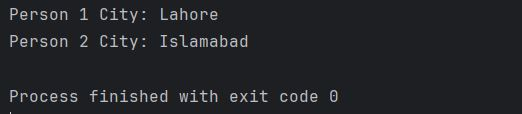 Person 1 City: Lahore
Person 2 City: Islamabad
Process finished with exit code 0